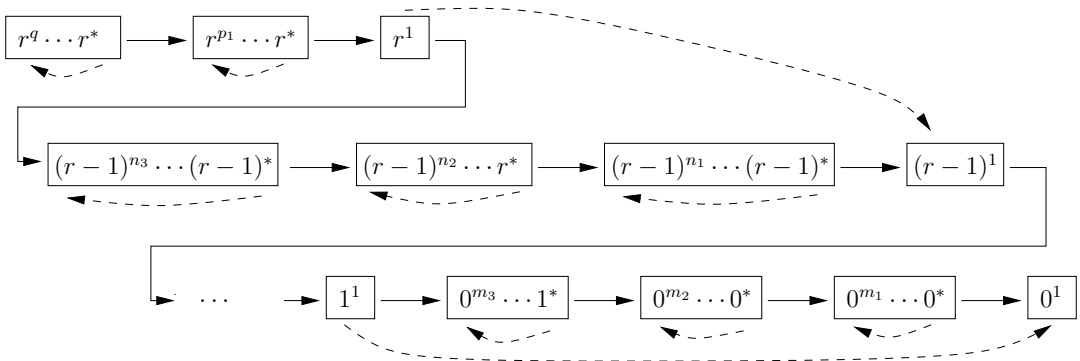 r^q ⋯ r^* r^{p_1} ⋯ r^* r^1
(r − 1)^{n_3} ⋯ (r − 1)^* (r − 1)^{n_2} ⋯ r^* (r − 1)^{n_1} ⋯ (r − 1)^* (r − 1)^1
⋯ 1^1 0^{m_3} ⋯ 1^* 0^{m_2} ⋯ 0^* 0^{m_1} ⋯ 0^* 0^1